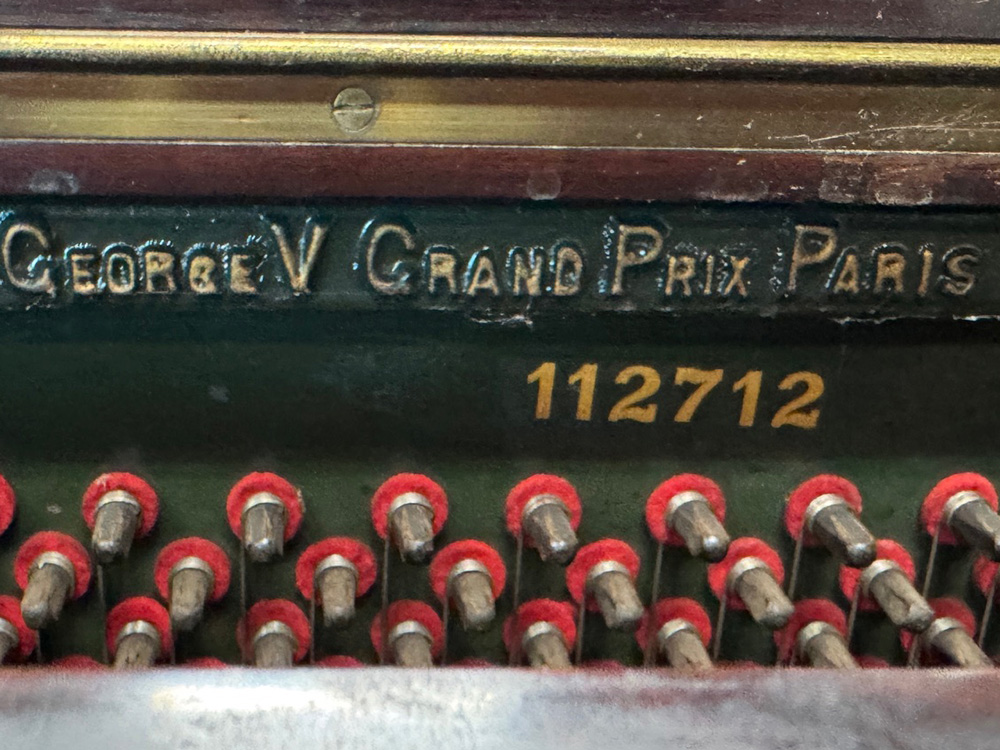 GEORGE V GRAND PRIX PARIS
112712